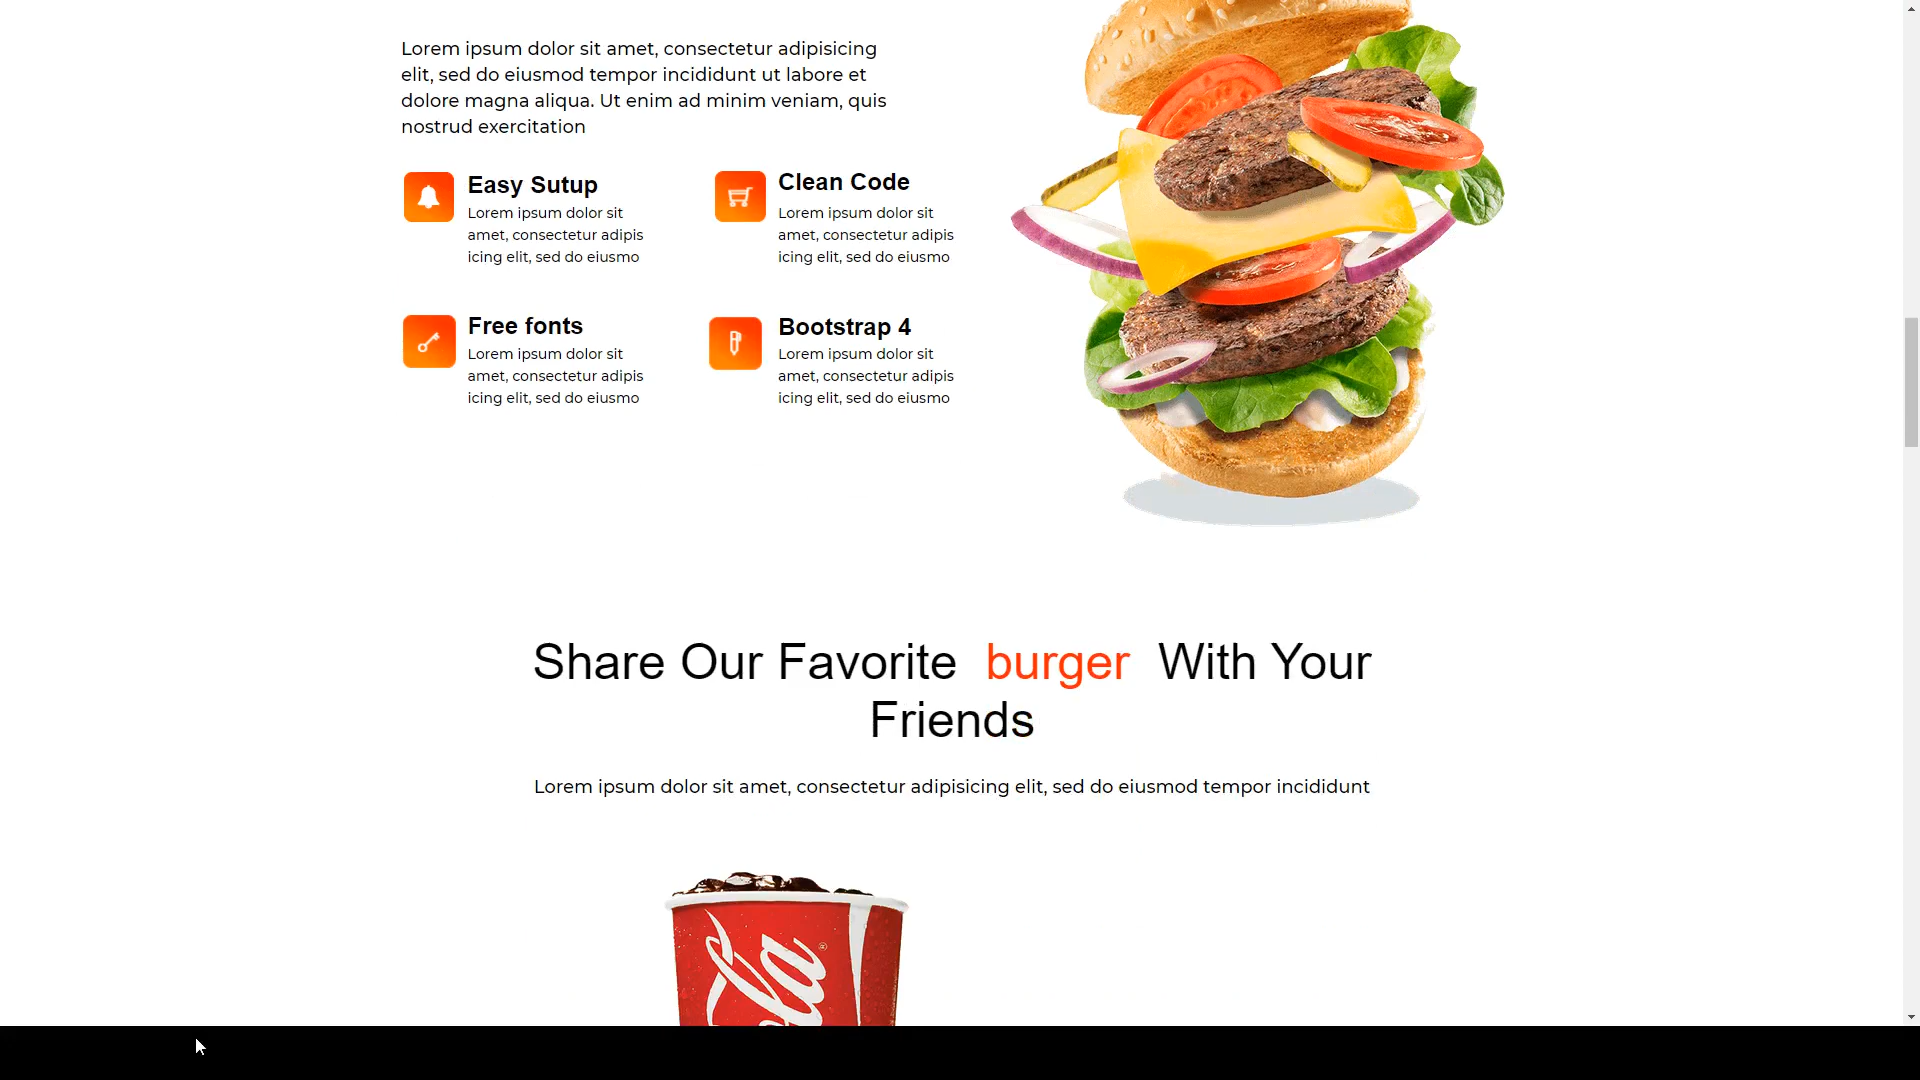 Lorem ipsum dolor sit amet, consectetur adipisicing
elit, sed do eiusmod tempor incididunt ut labore et
dolore magna aliqua. Ut enim ad minim veniam, quis
nostrud exercitation
Easy Sutup
Lorem ipsum dolor sit
amet, consectetur adipis
icing elit, sed do eiusmo
Clean Code
Lorem ipsum dolor sit
amet, consectetur adipis
icing elit, sed do eiusmo
Free fonts
Lorem ipsum dolor sit
amet, consectetur adipis
icing elit, sed do eiusmo
Bootstrap 4
Lorem ipsum dolor sit
amet, consectetur adipis
icing elit, sed do eiusmo
Share Our Favorite burger With Your
Friends
Lorem ipsum dolor sit amet, consectetur adipisicing elit, sed do eiusmod tempor incididunt